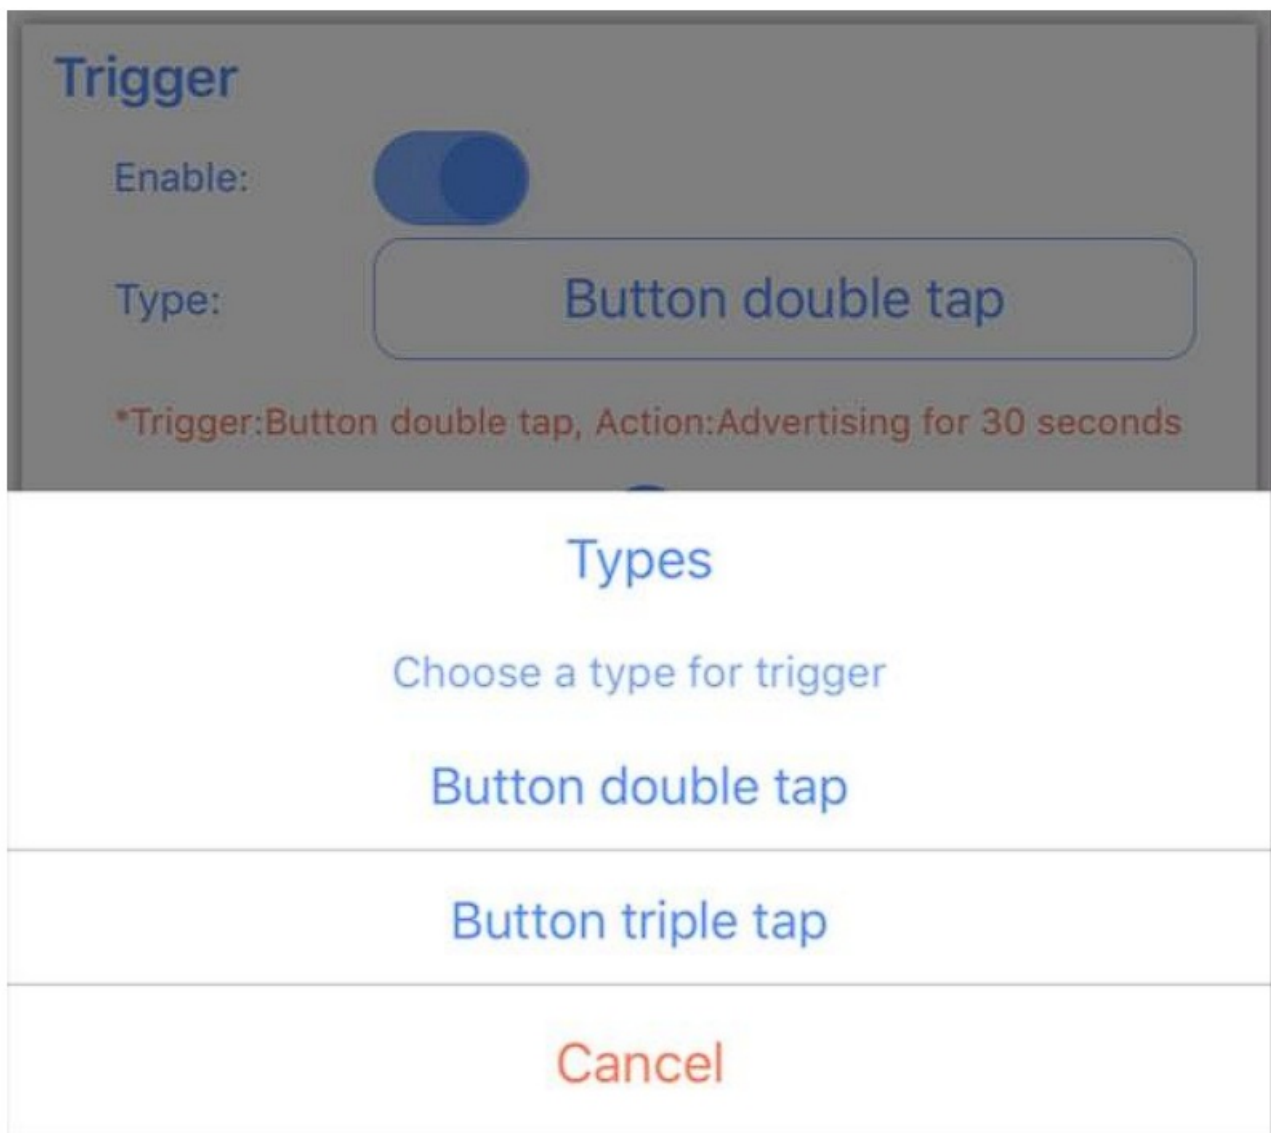 Trigger
Enable:
Type:
Button double tap
*Trigger:Button double tap, Action:Advertising for 30 seconds
Types
Choose a type for trigger
Button double tap
Button triple tap
Cancel